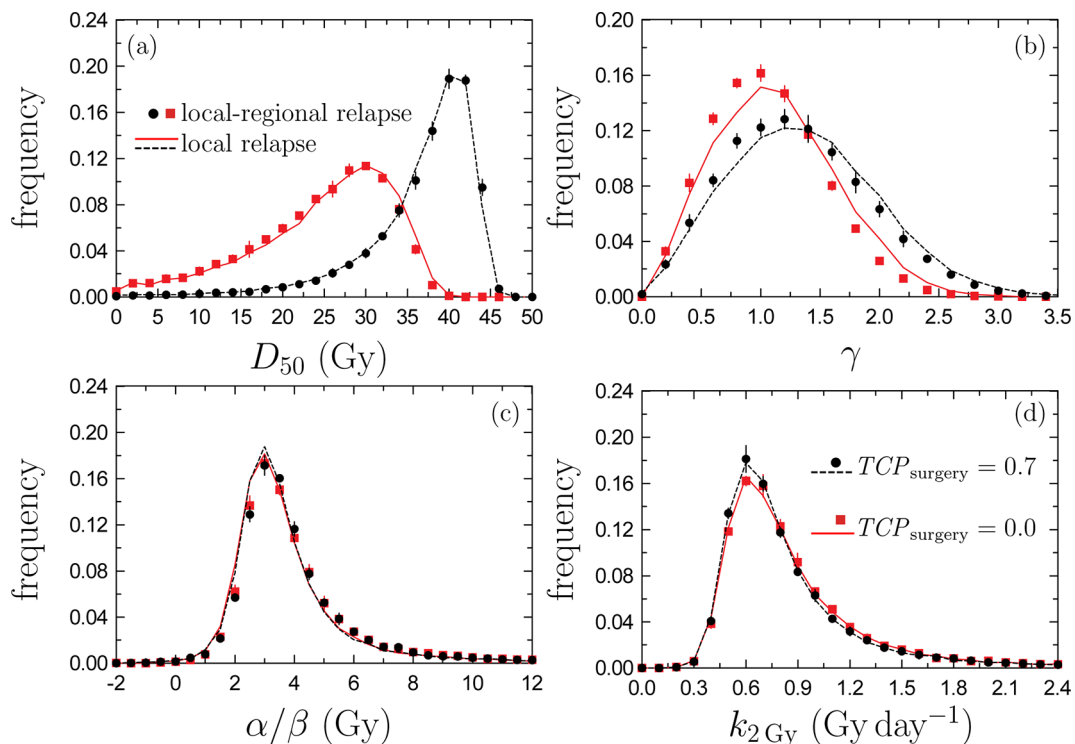 0.24
0.20
0.16
0.12
0.08
0.04
0.00
frequency
(a)
local-regional relapse
local relapse
0 5 10 15 20 25 30 35 40 45 50
D50 (Gy)
0.20
0.16
0.12
0.08
0.04
0.00
frequency
(b)
0.0 0.5 1.0 1.5 2.0 2.5 3.0 3.5
γ
0.24
0.20
0.16
0.12
0.08
0.04
0.00
frequency
(c)
-2 0 2 4 6 8 10 12
α/β (Gy)
0.24
0.20
0.16
0.12
0.08
0.04
0.00
frequency
(d)
TCPsurgery = 0.7
TCPsurgery = 0.0
0.0 0.3 0.6 0.9 1.2 1.5 1.8 2.1 2.4
k2 Gy (Gy day⁻¹)